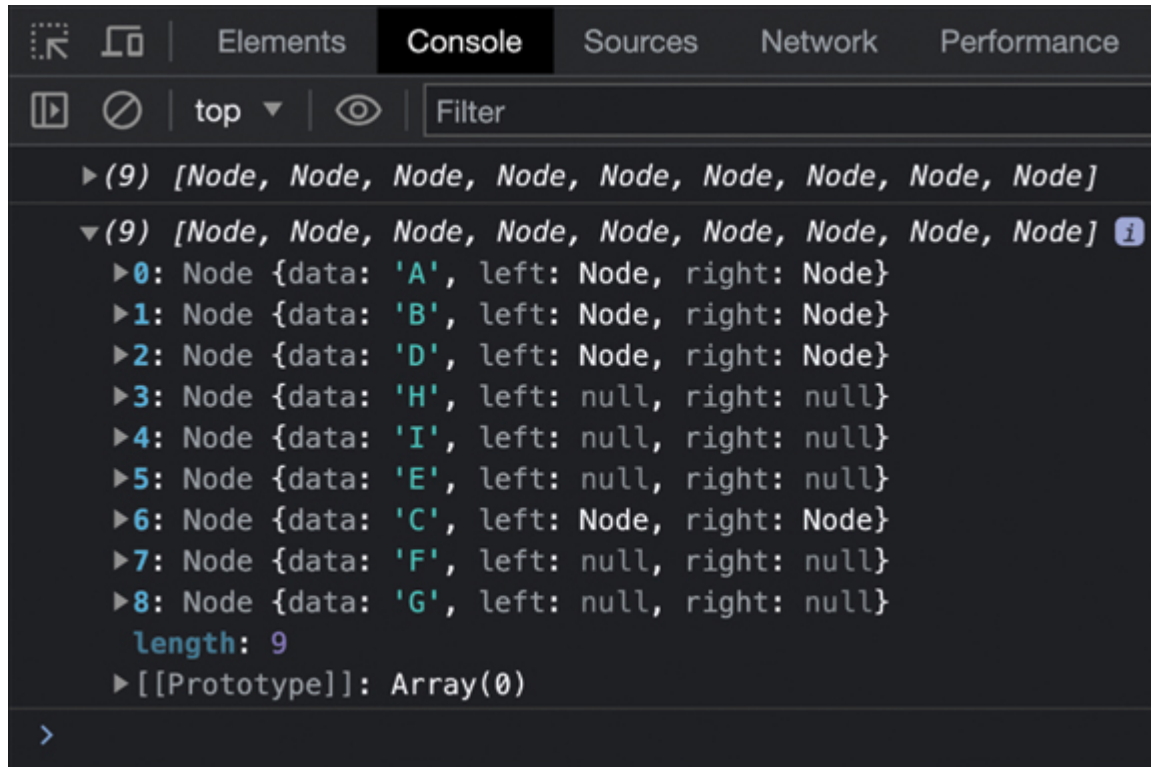 Elements Console Sources Network Performance
top ▼ Filter
▶(9) [Node, Node, Node, Node, Node, Node, Node, Node, Node]
▼(9) [Node, Node, Node, Node, Node, Node, Node, Node, Node] i
▶0: Node {data: 'A', left: Node, right: Node}
▶1: Node {data: 'B', left: Node, right: Node}
▶2: Node {data: 'D', left: Node, right: Node}
▶3: Node {data: 'H', left: null, right: null}
▶4: Node {data: 'I', left: null, right: null}
▶5: Node {data: 'E', left: null, right: null}
▶6: Node {data: 'C', left: Node, right: Node}
▶7: Node {data: 'F', left: null, right: null}
▶8: Node {data: 'G', left: null, right: null}
length: 9
▶[[Prototype]]: Array(0)
>